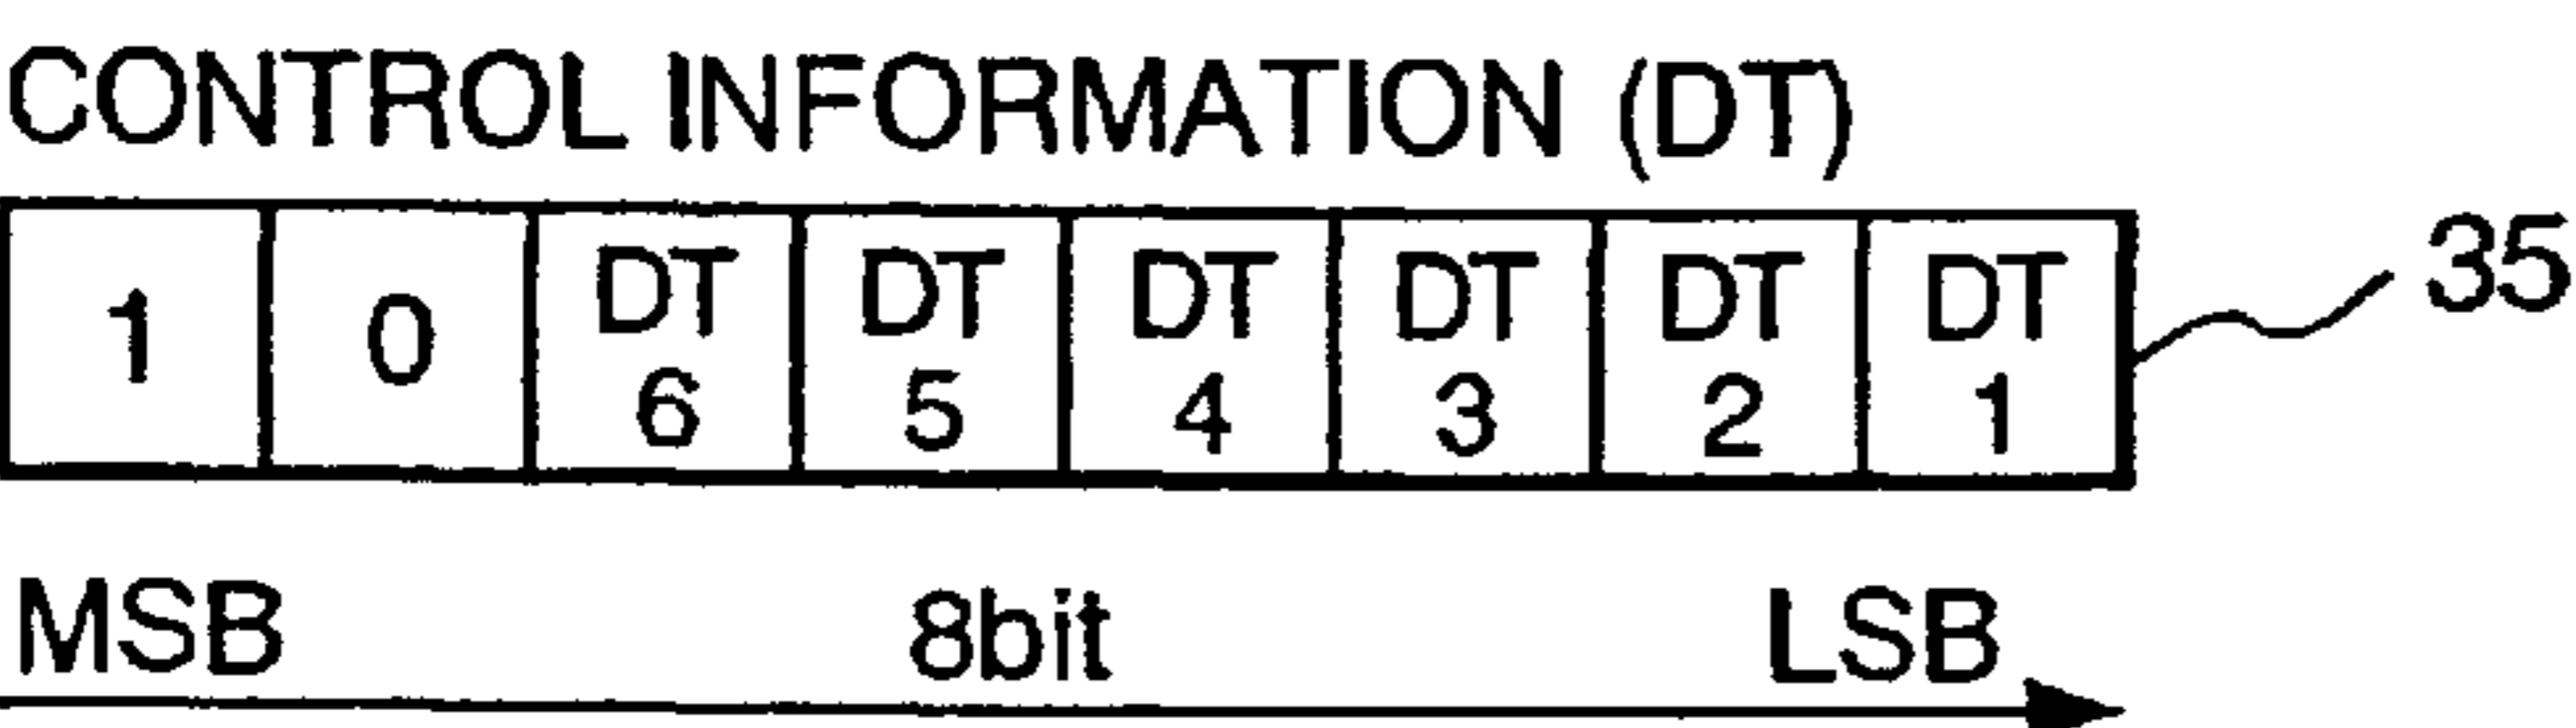 CONTROL INFORMATION (DT)
1 0 DT 6 DT 5 DT 4 DT 3 DT 2 DT 1 35
MSB 8bit LSB